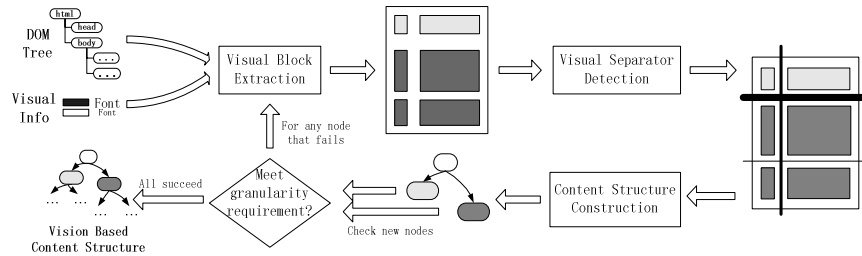 html
head
body
...
...
DOM
Tree
Visual
Info
Font
Font
Visual Block
Extraction
Visual Separator
Detection
For any node
that fails
Meet
granularity
requirement?
All succeed
Check new nodes
Content Structure
Construction
... ...
... ...
Vision Based
Content Structure